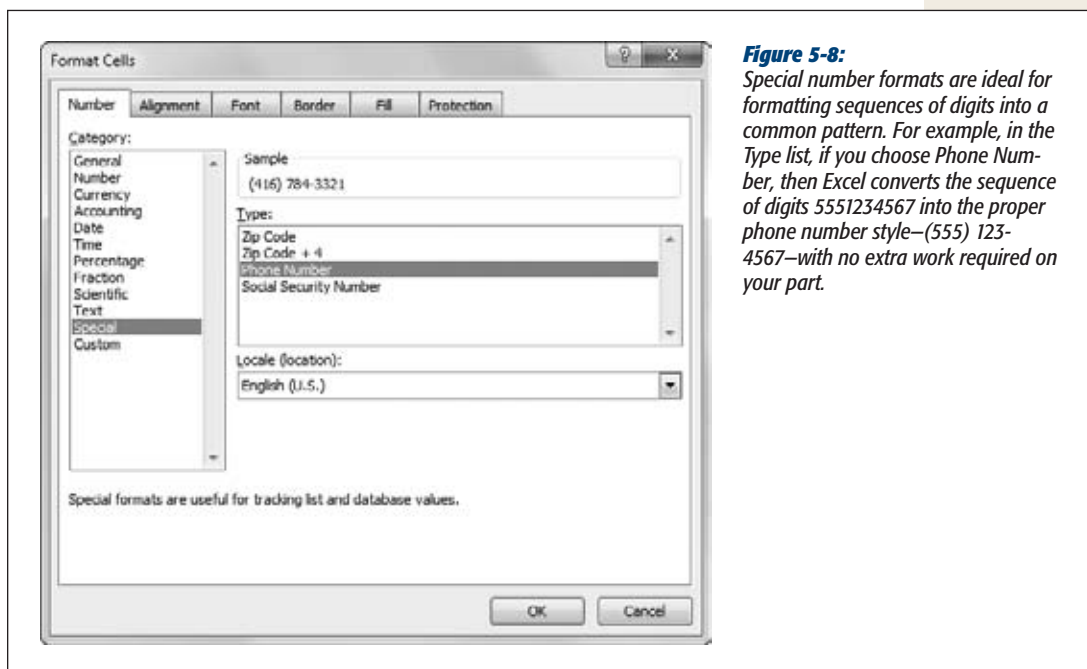 Format Cells
Number Alignment Font Border Fill Protection
Category:
General
Number
Currency
Accounting
Date
Time
Percentage
Fraction
Scientific
Text
Special
Custom
Sample
(416) 784-3321
Type:
Zip Code
Zip Code + 4
Phone Number
Social Security Number
Locale (location):
English (U.S.)
Special formats are useful for tracking list and database values.
OK Cancel
Figure 5-8:
Special number formats are ideal for
formatting sequences of digits into a
common pattern. For example, in the
Type list, if you choose Phone Num-
ber, then Excel converts the sequence
of digits 5551234567 into the proper
phone number style—(555) 123-
4567—with no extra work required on
your part.